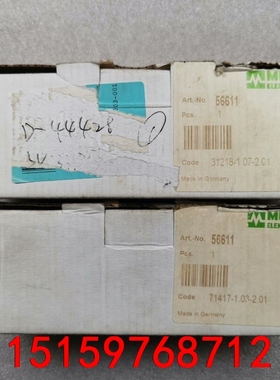 D-44428
Art.-No. 56611
Pcs. 1
Code 31218-1.07-2.01
Made in Germany
Art.-No. 56611
Pcs. 1
Code 71417-1.03-2.01
Made in Germany
15159768712